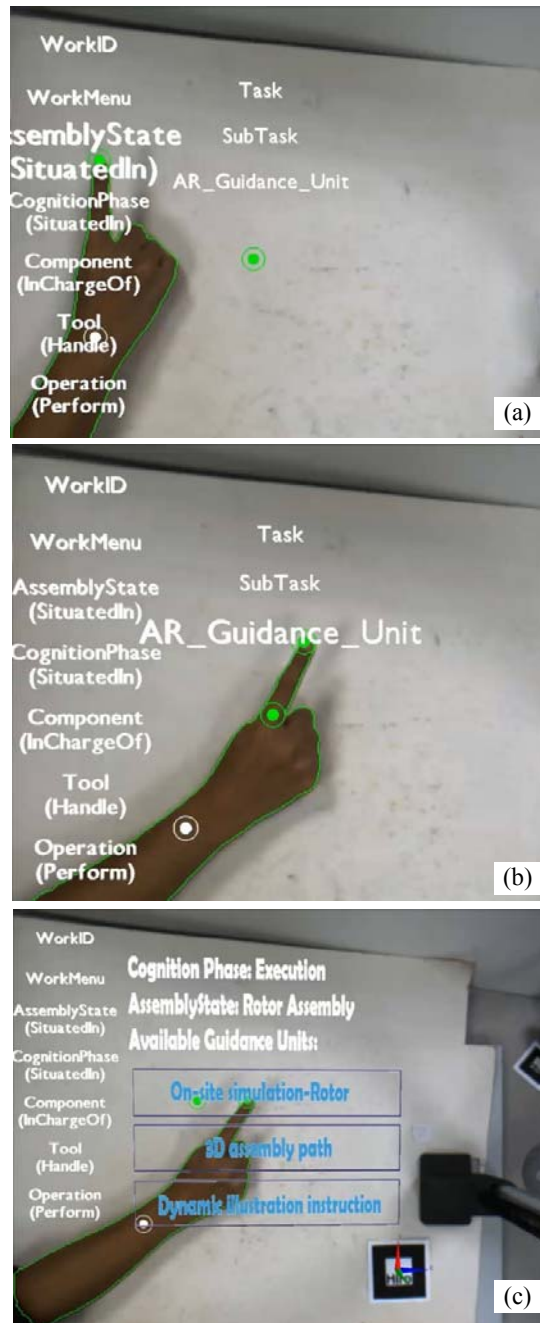 WorkID
WorkMenu
Task
ssemblyState
SituatedIn)
SubTask
AR_Guidance_Unit
CognitionPhase
(SituatedIn)
Component
(InChargeOf)
Tool
(Handle)
Operation
(Perform)
(a)
WorkID
WorkMenu
Task
AssemblyState
(SituatedIn)
SubTask
AR_Guidance_Unit
CognitionPhase
(SituatedIn)
Component
(InChargeOf)
Tool
(Handle)
Operation
(Perform)
(b)
WorkID
WorkMenu
AssemblyState
(SituatedIn)
CognitionPhase
(SituatedIn)
Component
(InChargeOf)
Tool
(Handle)
Operation
(Perform)
Cognition Phase: Execution
AssemblyState: Rotor Assembly
Available Guidance Units:
On-site simulation-Rotor
3D assembly path
Dynamic illustration instruction
Hiro
(c)